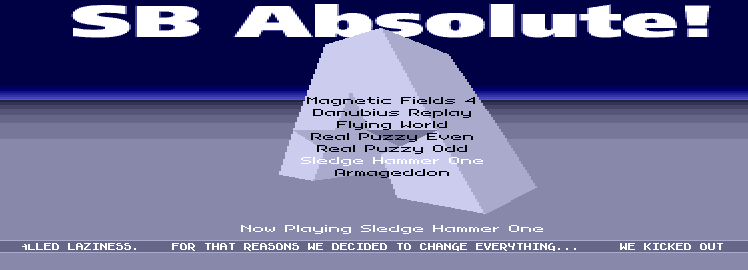 SB Absolute!
Magnetic Fields 4
Danubius Replay
Flying World
Real Puzzy Even
Real Puzzy Odd
Sledge Hammer One
Armageddon
Now Playing Sledge Hammer One
ALLED LAZINESS. FOR THAT REASONS WE DECIDED TO CHANGE EVERYTHING... WE KICKED OUT